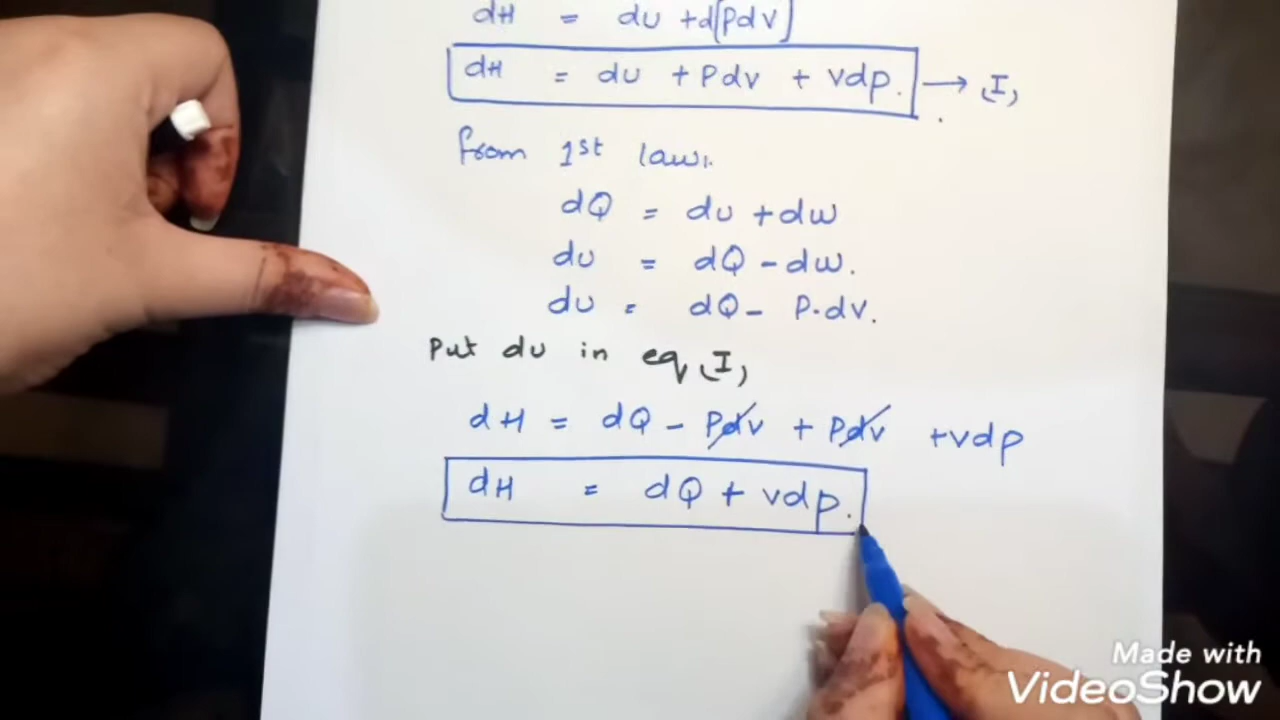 dH = du + d[Pdv]
dH = du + Pdv + vdp. → (I)
from 1st law.
dQ = du + dw
du = dQ - dw.
du = dQ - P.dv.
Put du in eq (I)
dH = dQ - Pdv + Pdv + vdp
dH = dQ + vdp.
Made with
VideoShow